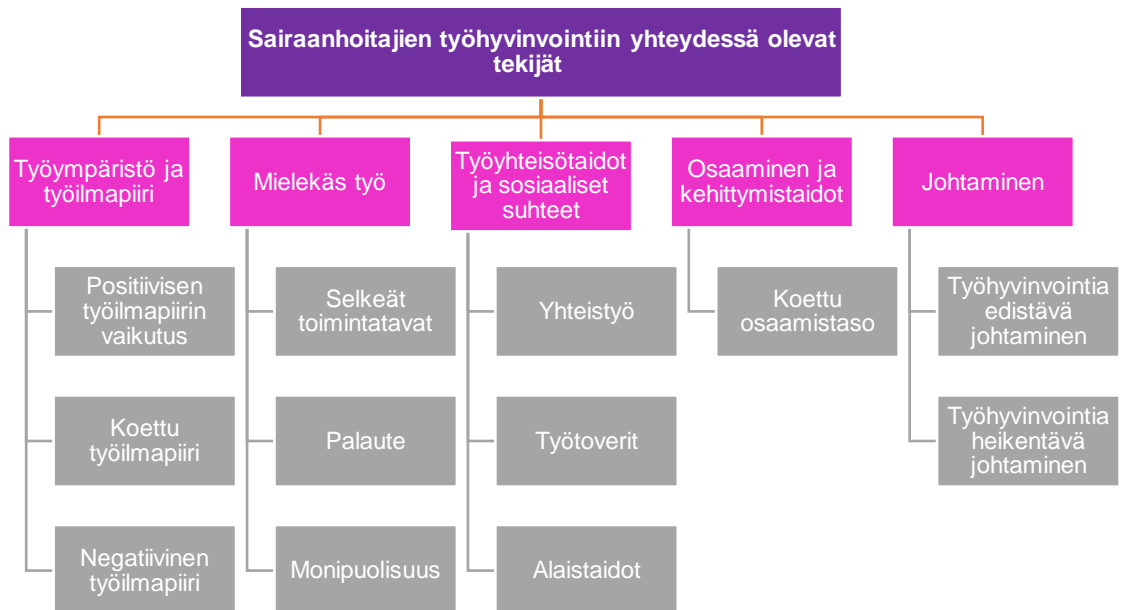 Sairaanhoitajien työhyvinvointiin yhteydessä olevat
tekijät
Työympäristö ja
työilmapiiri
Positiivisen
työilmapiirin
vaikutus
Koettu
työilmapiiri
Negatiivinen
työilmapiiri
Mielekäs työ
Selkeät
toimintatavat
Palaute
Monipuolisuus
Työyhteisötaidot
ja sosiaaliset
suhteet
Yhteistyö
Työtoverit
Alaistaidot
Osaaminen ja
kehittymistaidot
Koettu
osaamistaso
Johtaminen
Työhyvinvointia
edistävä
johtaminen
Työhyvinvointia
heikentävä
johtaminen